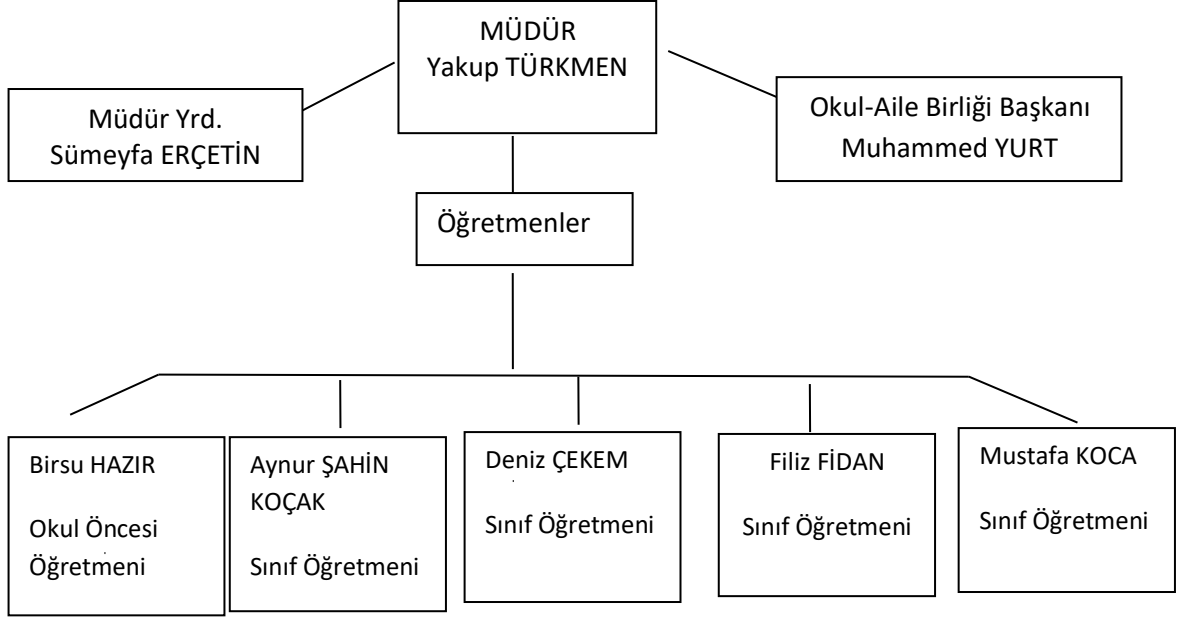 MÜDÜR
Yakup TÜRKMEN
Müdür Yrd.
Sümeyfa ERÇETİN
Okul-Aile Birliği Başkanı
Muhammed YURT
Öğretmenler
Birsu HAZIR
Okul Öncesi
Öğretmeni
Aynur ŞAHİN
KOÇAK
Sınıf Öğretmeni
Deniz ÇEKEM
Sınıf Öğretmeni
Filiz FİDAN
Sınıf Öğretmeni
Mustafa KOCA
Sınıf Öğretmeni